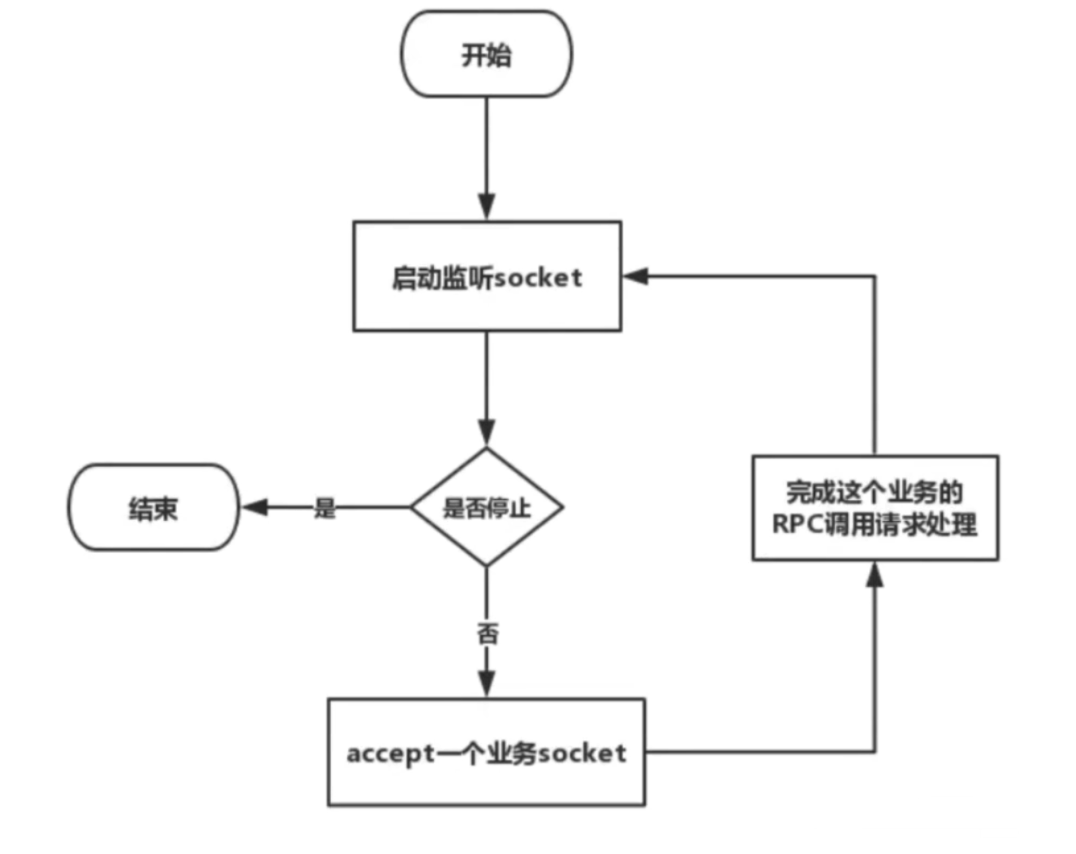 开始
启动监听socket
是否停止
是
结束
否
accept一个业务socket
完成这个业务的
RPC调用请求处理